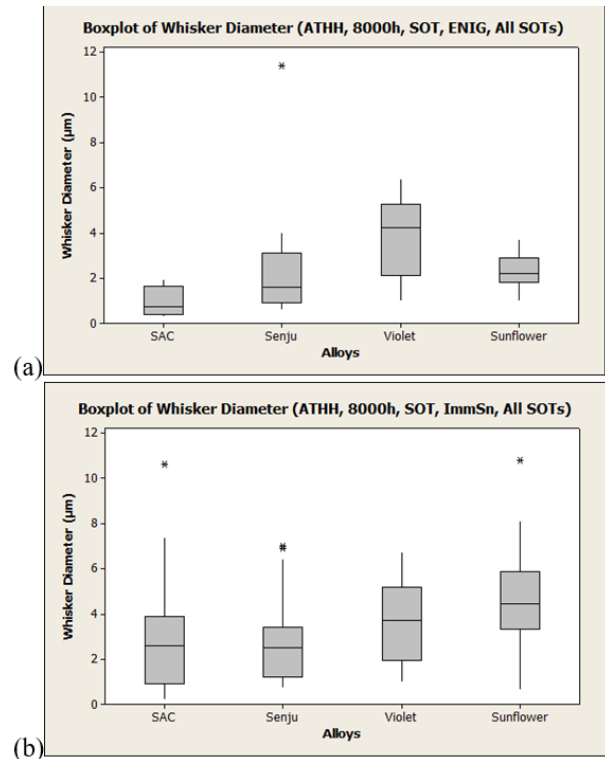 Boxplot of Whisker Diameter (ATHH, 8000h, SOT, ENIG, All SOTs)
12
10
8
6
4
2
0
Whisker Diameter (µm)
SAC Senju Violet Sunflower
Alloys
(a)
Boxplot of Whisker Diameter (ATHH, 8000h, SOT, ImmSn, All SOTs)
12
10
8
6
4
2
0
Whisker Diameter (µm)
SAC Senju Violet Sunflower
Alloys
(b)